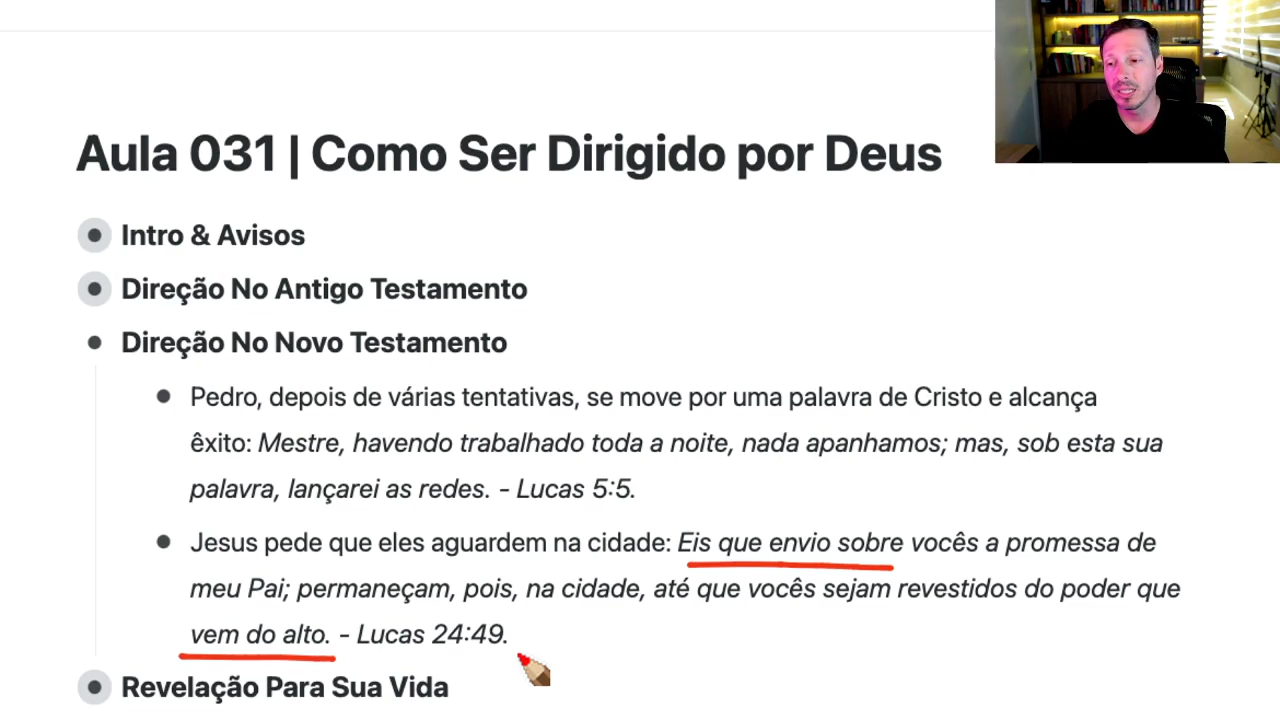 Aula 031 | Como Ser Dirigido por Deus
Intro & Avisos
Direção No Antigo Testamento
Direção No Novo Testamento
Pedro, depois de várias tentativas, se move por uma palavra de Cristo e alcança
êxito: Mestre, havendo trabalhado toda a noite, nada apanhamos; mas, sob esta sua
palavra, lançarei as redes. - Lucas 5:5.
Jesus pede que eles aguardem na cidade: Eis que envio sobre vocês a promessa de
meu Pai; permaneçam, pois, na cidade, até que vocês sejam revestidos do poder que
vem do alto. - Lucas 24:49.
Revelação Para Sua Vida